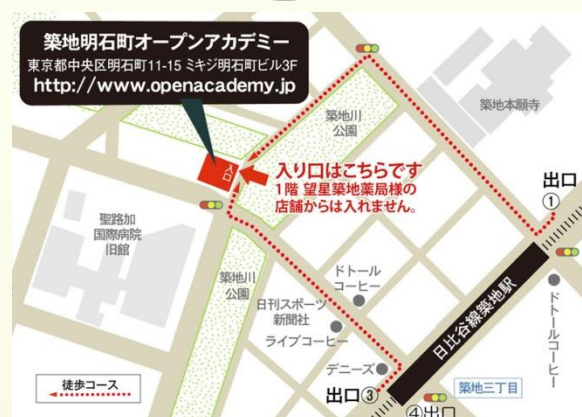 築地明石町オープンアカデミー
東京都中央区明石町11-15 ミキジ明石町ビル3F
http://www.openacademy.jp
築地川
公園
築地本願寺
入口
入り口はこちらです
1階 望星築地薬局様の
店舗からは入れません。
出口
①
聖路加
国際病院
旧館
築地川
公園
ドトール
コーヒー
日刊スポーツ
新聞社
ライブコーヒー
日比谷線築地駅
ドトールコーヒー
デニーズ
徒歩コース
出口③
築地三丁目
④出口